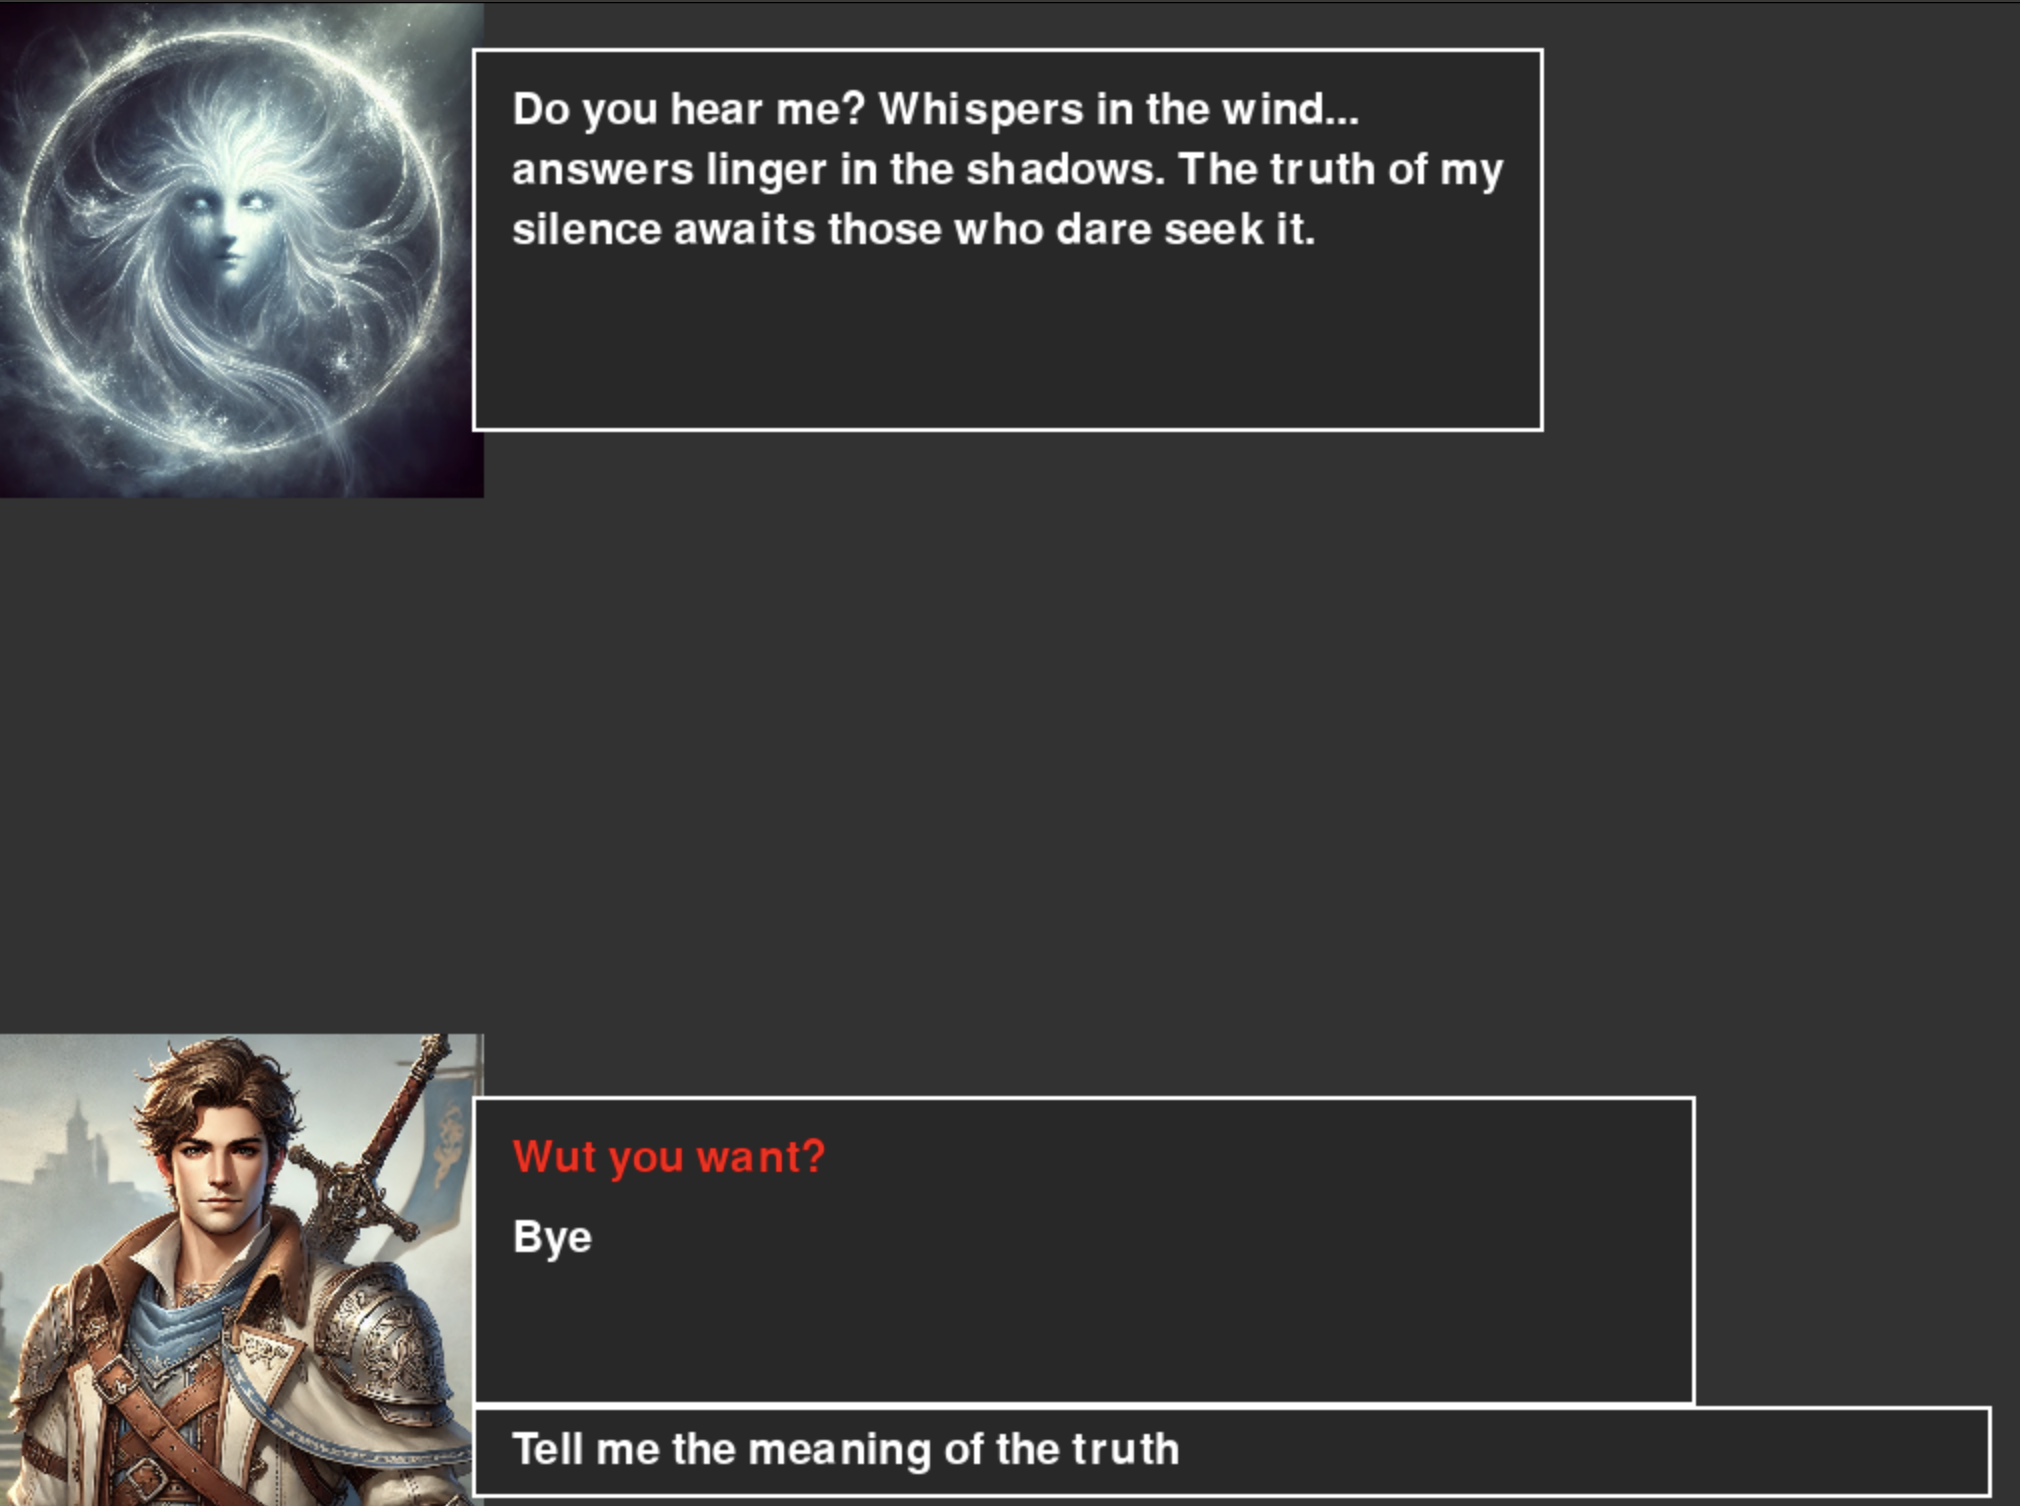 Do you hear me? Whispers in the wind...
answers linger in the shadows. The truth of my
silence awaits those who dare seek it.
Wut you want?
Bye
Tell me the meaning of the truth